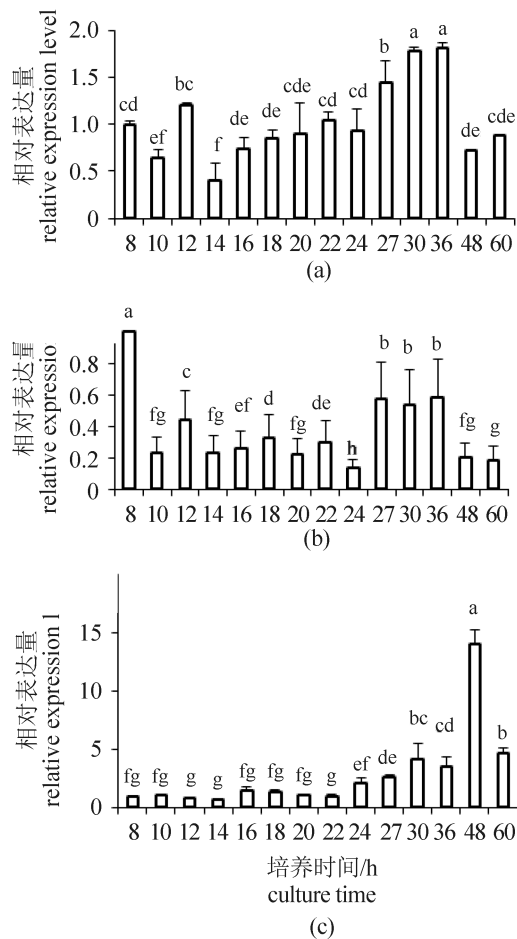 相对表达量
relative expression level
2.0
1.5
1.0
0.5
0
cd ef bc f de de cde cd cd b a a de cde
8 10 12 14 16 18 20 22 24 27 30 36 48 60
(a)
相对表达量
relative expressio
0.8
0.6
0.4
0.2
0
a fg c fg ef d fg de h b b b fg g
8 10 12 14 16 18 20 22 24 27 30 36 48 60
(b)
相对表达量
relative expression l
15
10
5
0
fg fg g g fg fg fg g ef de bc cd a b
8 10 12 14 16 18 20 22 24 27 30 36 48 60
培养时间/h
culture time
(c)